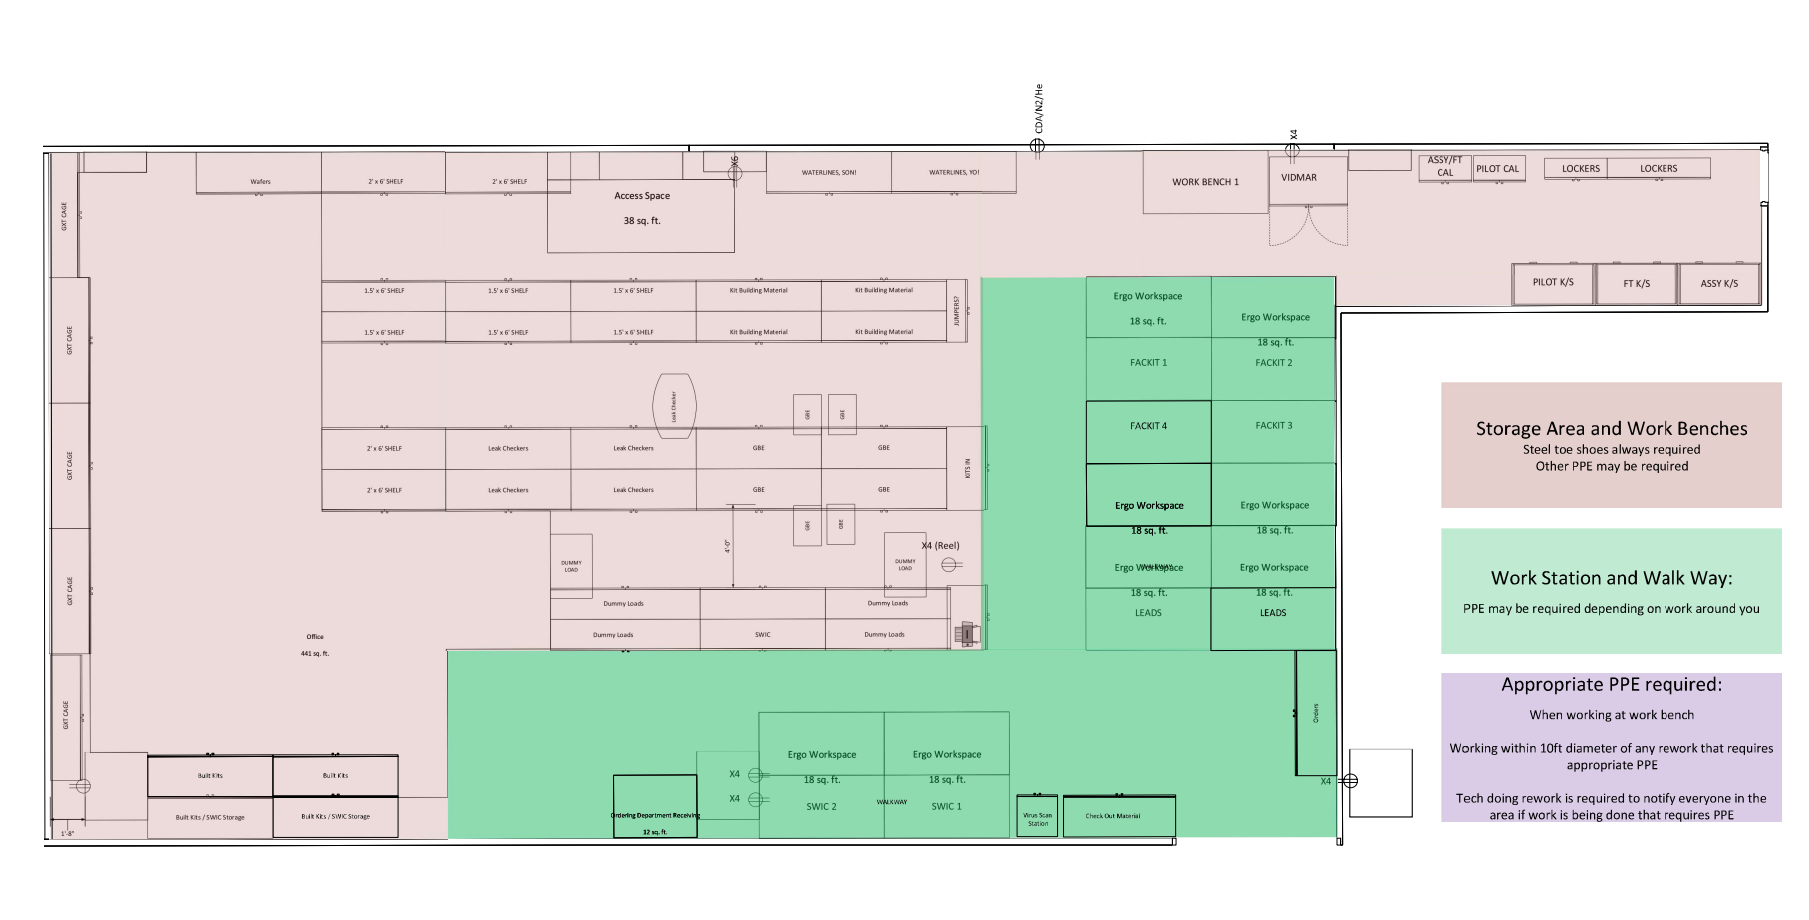 CDA/N2/He
X4
Wafers
2' x 6' SHELF
2' x 6' SHELF
X6
WATERLINES, SON!
WATERLINES, YO!
WORK BENCH 1
VIDMAR
ASSY/FT
CAL
PILOT CAL
LOCKERS
LOCKERS
GXT CAGE
Access Space
38 sq. ft.
PILOT K/S
FT K/S
ASSY K/S
1.5' x 6' SHELF
1.5' x 6' SHELF
1.5' x 6' SHELF
Kit Building Material
Kit Building Material
JUMPERS?
1.5' x 6' SHELF
1.5' x 6' SHELF
1.5' x 6' SHELF
Kit Building Material
Kit Building Material
GXT CAGE
Ergo Workspace
18 sq. ft.
Ergo Workspace
18 sq. ft.
FACKIT 1
FACKIT 2
Leak Checker
GBE
GBE
FACKIT 4
FACKIT 3
2' x 6' SHELF
Leak Checkers
Leak Checkers
GBE
GBE
KITS IN
GXT CAGE
2' x 6' SHELF
Leak Checkers
Leak Checkers
GBE
GBE
Ergo Workspace
18 sq. ft.
Ergo Workspace
18 sq. ft.
GBE
GBE
4'-0"
X4 (Reel)
DUMMY
LOAD
DUMMY
LOAD
Ergo Workspace
WALKWAY
18 sq. ft.
Ergo Workspace
18 sq. ft.
GXT CAGE
Dummy Loads
Dummy Loads
LEADS
LEADS
Dummy Loads
SWIC
Dummy Loads
Office
441 sq. ft.
GXT CAGE
Orders
Built Kits
Built Kits
Ergo Workspace
18 sq. ft.
Ergo Workspace
18 sq. ft.
X4
X4
X4
SWIC 2
WALKWAY
SWIC 1
Built Kits / SWIC Storage
Built Kits / SWIC Storage
Ordering Department Receiving
32 sq. ft.
Virus Scan
Station
Check Out Material
1'-8"
Storage Area and Work Benches
Steel toe shoes always required
Other PPE may be required
Work Station and Walk Way:
PPE may be required depending on work around you
Appropriate PPE required:
When working at work bench
Working within 10ft diameter of any rework that requires
appropriate PPE
Tech doing rework is required to notify everyone in the
area if work is being done that requires PPE